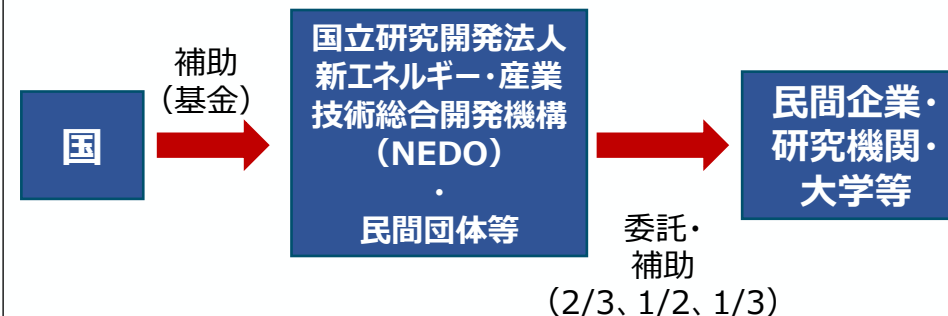 国
補助
（基金）
国立研究開発法人
新エネルギー・産業
技術総合開発機構
（NEDO）
・
民間団体等
委託・
補助
（2/3、1/2、1/3）
民間企業・
研究機関・
大学等